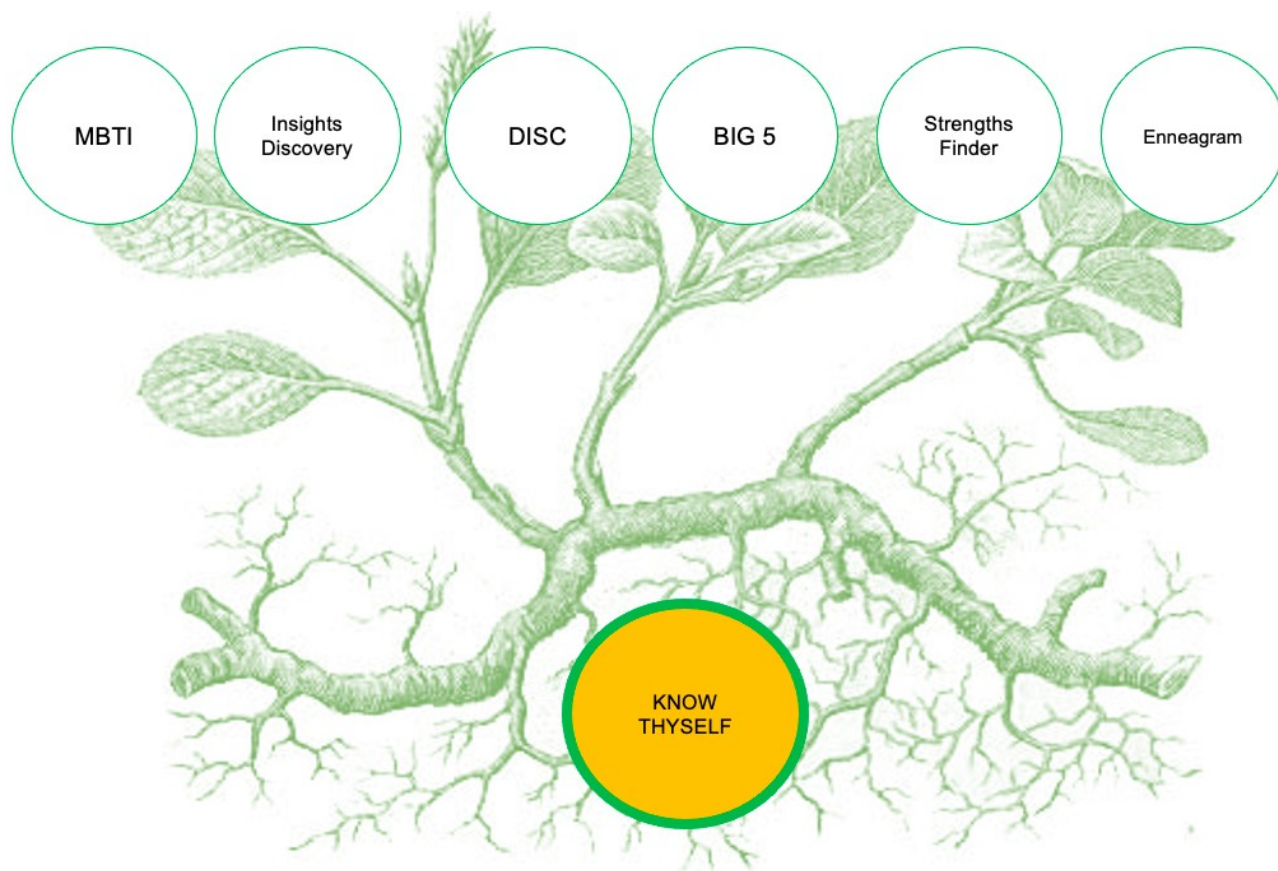 MBTI
Insights
Discovery
DISC
BIG 5
Strengths
Finder
Enneagram
KNOW
THYSELF